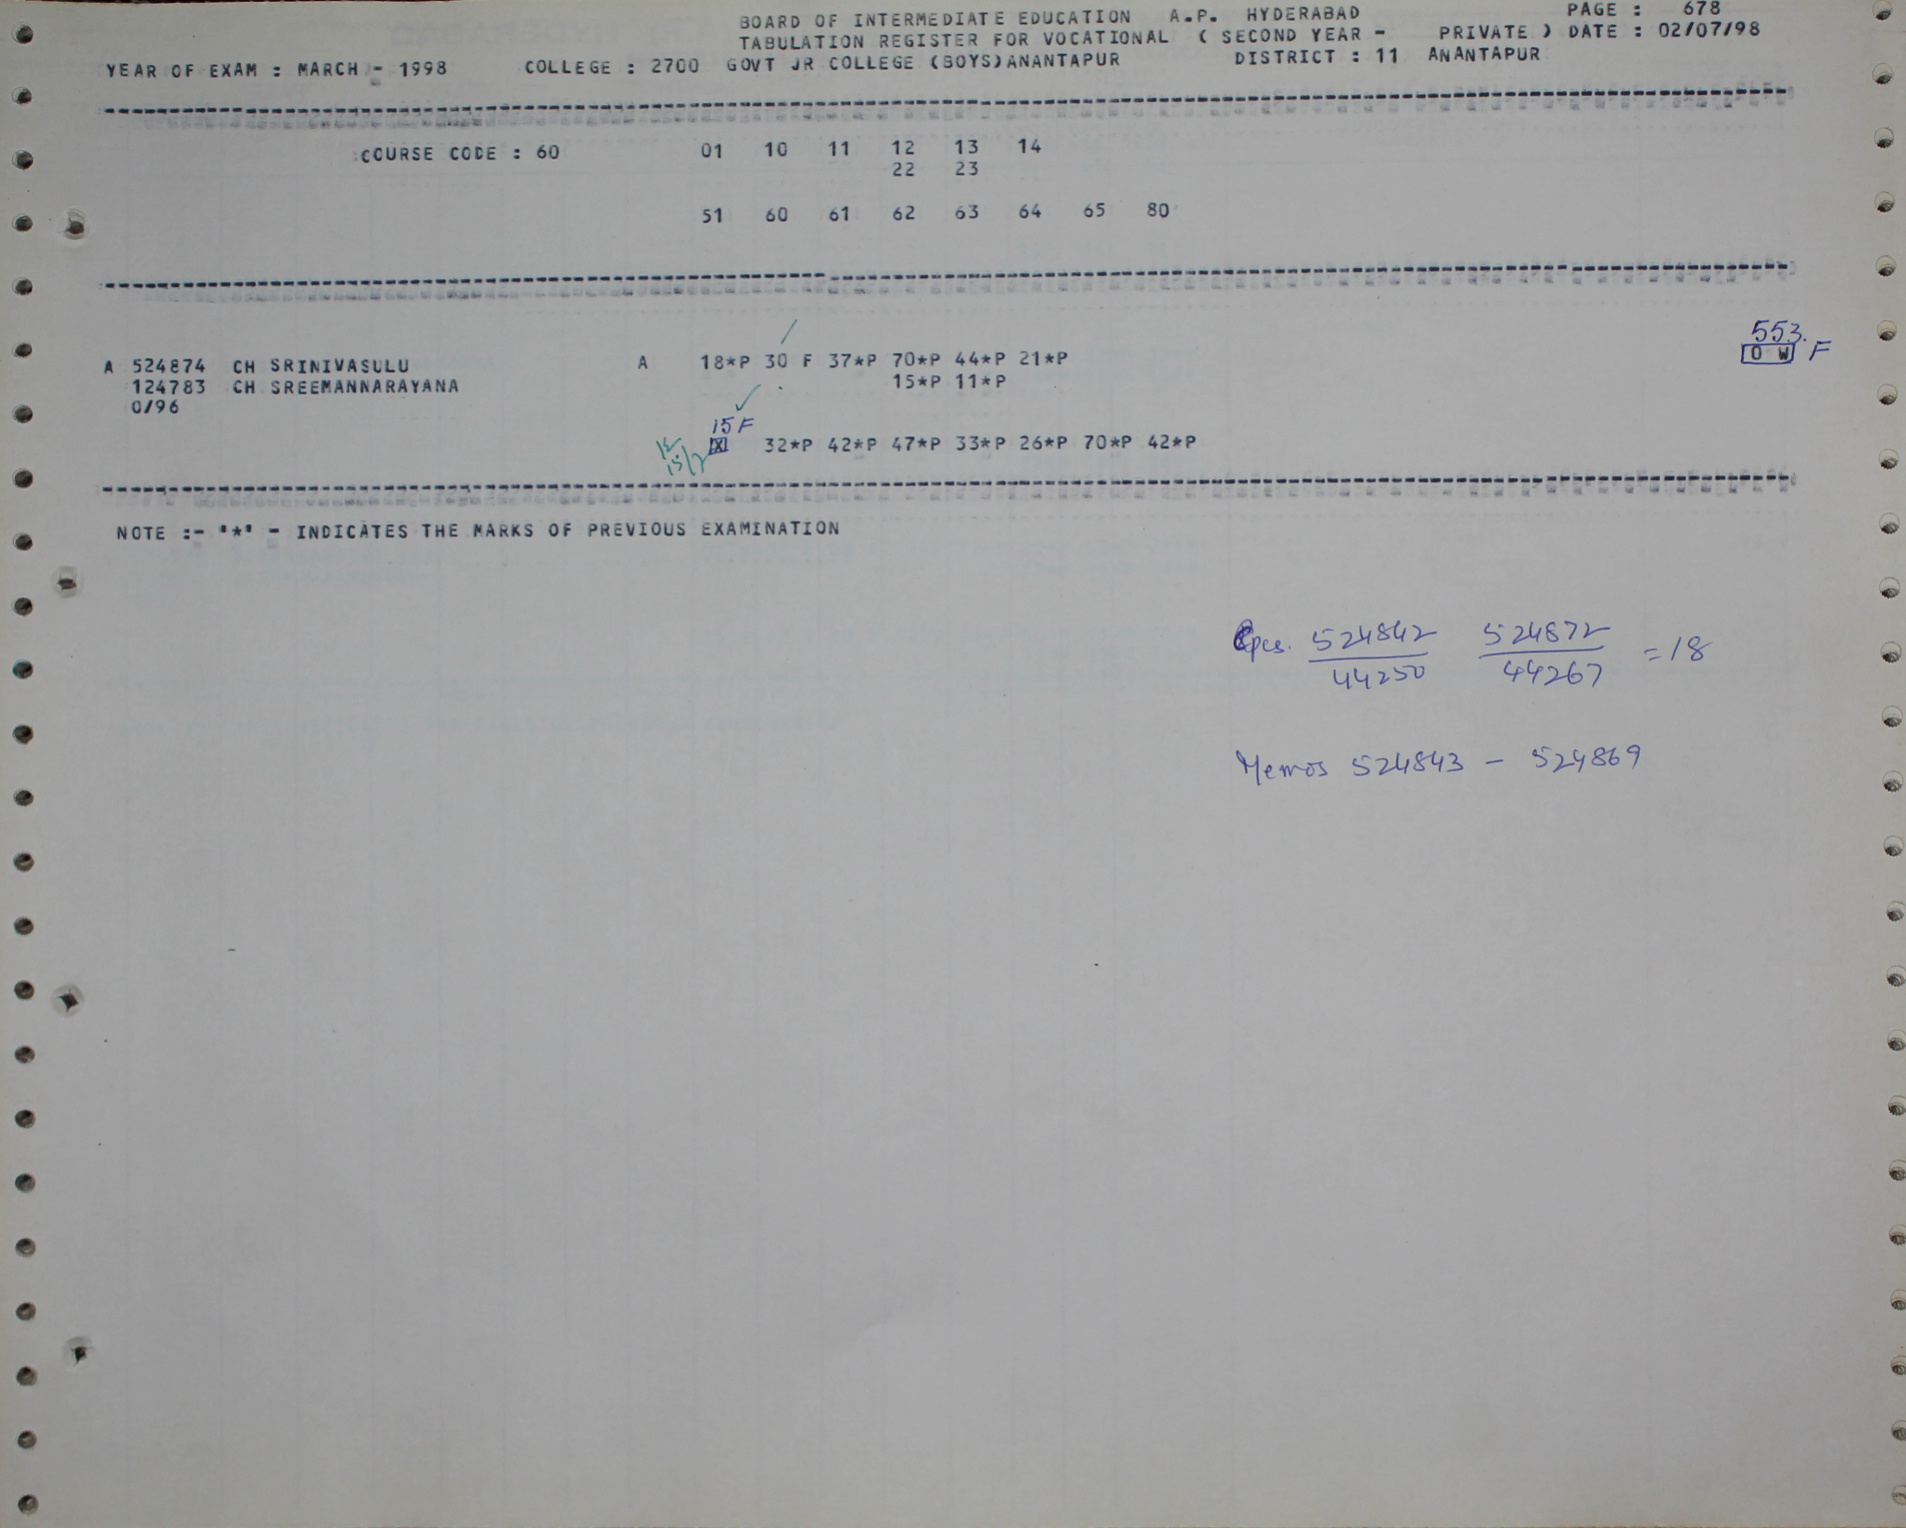 BOARD OF INTERMEDIATE EDUCATION A.P. HYDERABAD PAGE : 678
TABULATION REGISTER FOR VOCATIONAL ( SECOND YEAR - PRIVATE ) DATE : 02/07/98
YEAR OF EXAM : MARCH - 1998 COLLEGE : 2700 GOVT JR COLLEGE (BOYS)ANANTAPUR DISTRICT : 11 ANANTAPUR
COURSE CODE : 60 01 10 11 12 13 14
22 23
51 60 61 62 63 64 65 80
553.
A 524874 CH SRINIVASULU A 18*P 30 F 37*P 70*P 44*P 21*P O W F
124783 CH SREEMANNARAYANA 15*P 11*P
0/96
15 F
X 32*P 42*P 47*P 33*P 26*P 70*P 42*P
15/7
NOTE :- '*' - INDICATES THE MARKS OF PREVIOUS EXAMINATION
524842 524872 = 18
44250 44267
Memos 524843 - 524869